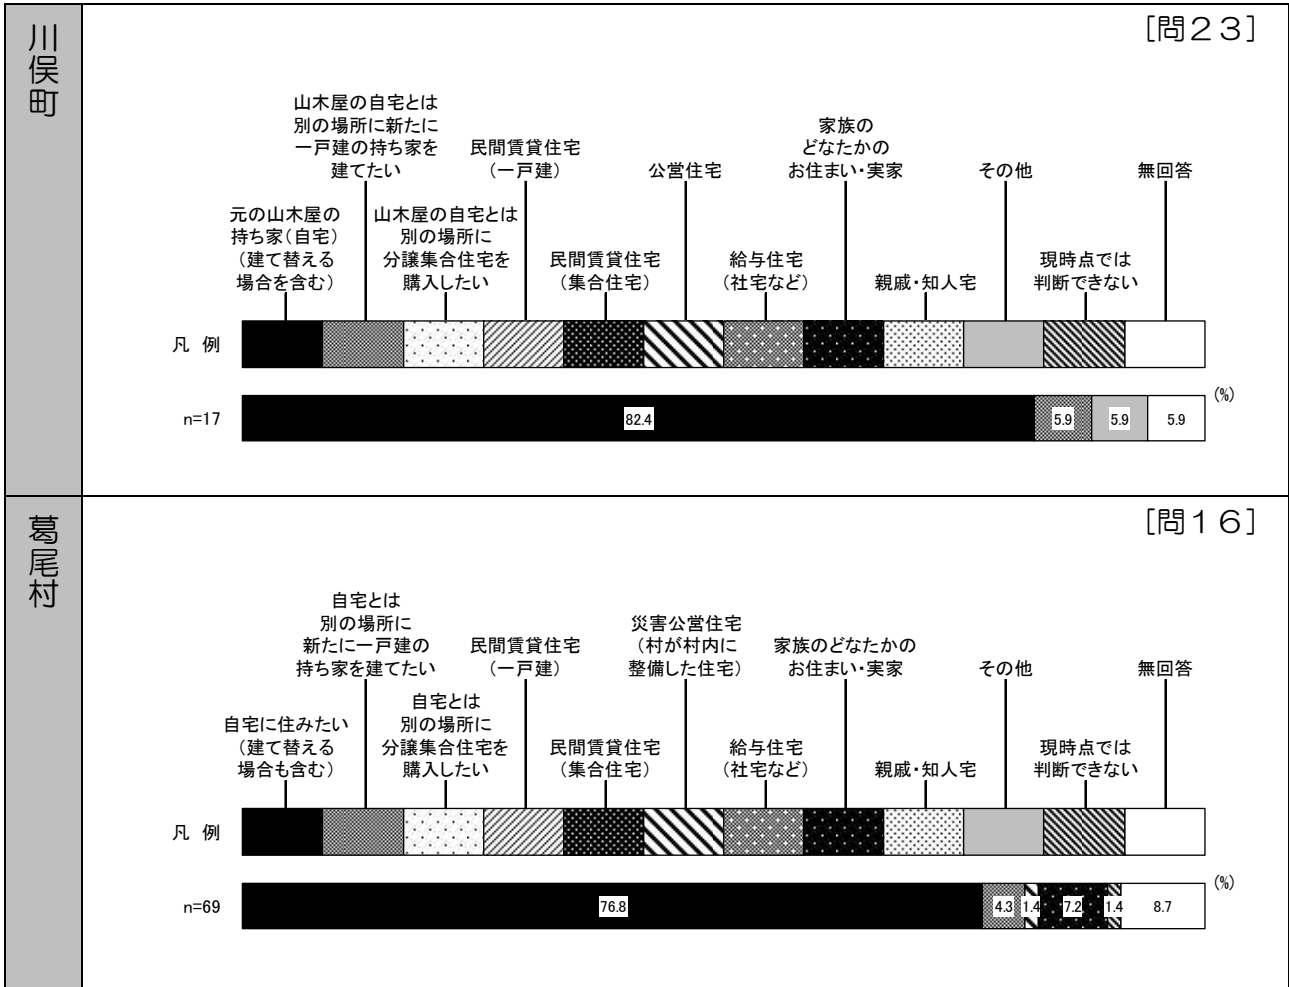 川俣町
［問２３］
山木屋の自宅とは
別の場所に新たに
一戸建の持ち家を
建てたい
民間賃貸住宅
（一戸建）
公営住宅
家族の
どなたかの
お住まい・実家
その他
無回答
元の山木屋の
持ち家（自宅）
（建て替える
場合を含む）
山木屋の自宅とは
別の場所に
分譲集合住宅を
購入したい
民間賃貸住宅
（集合住宅）
給与住宅
（社宅など）
親戚・知人宅
現時点では
判断できない
凡 例
(%)
n=17
82.4
5.9
5.9
5.9
葛尾村
［問１６］
自宅とは
別の場所に
新たに一戸建の
持ち家を建てたい
民間賃貸住宅
（一戸建）
災害公営住宅
（村が村内に
整備した住宅）
家族のどなたかの
お住まい・実家
その他
無回答
自宅に住みたい
（建て替える
場合も含む）
自宅とは
別の場所に
分譲集合住宅を
購入したい
民間賃貸住宅
（集合住宅）
給与住宅
（社宅など）
親戚・知人宅
現時点では
判断できない
凡 例
(%)
n=69
76.8
4.3
1.4
7.2
1.4
8.7